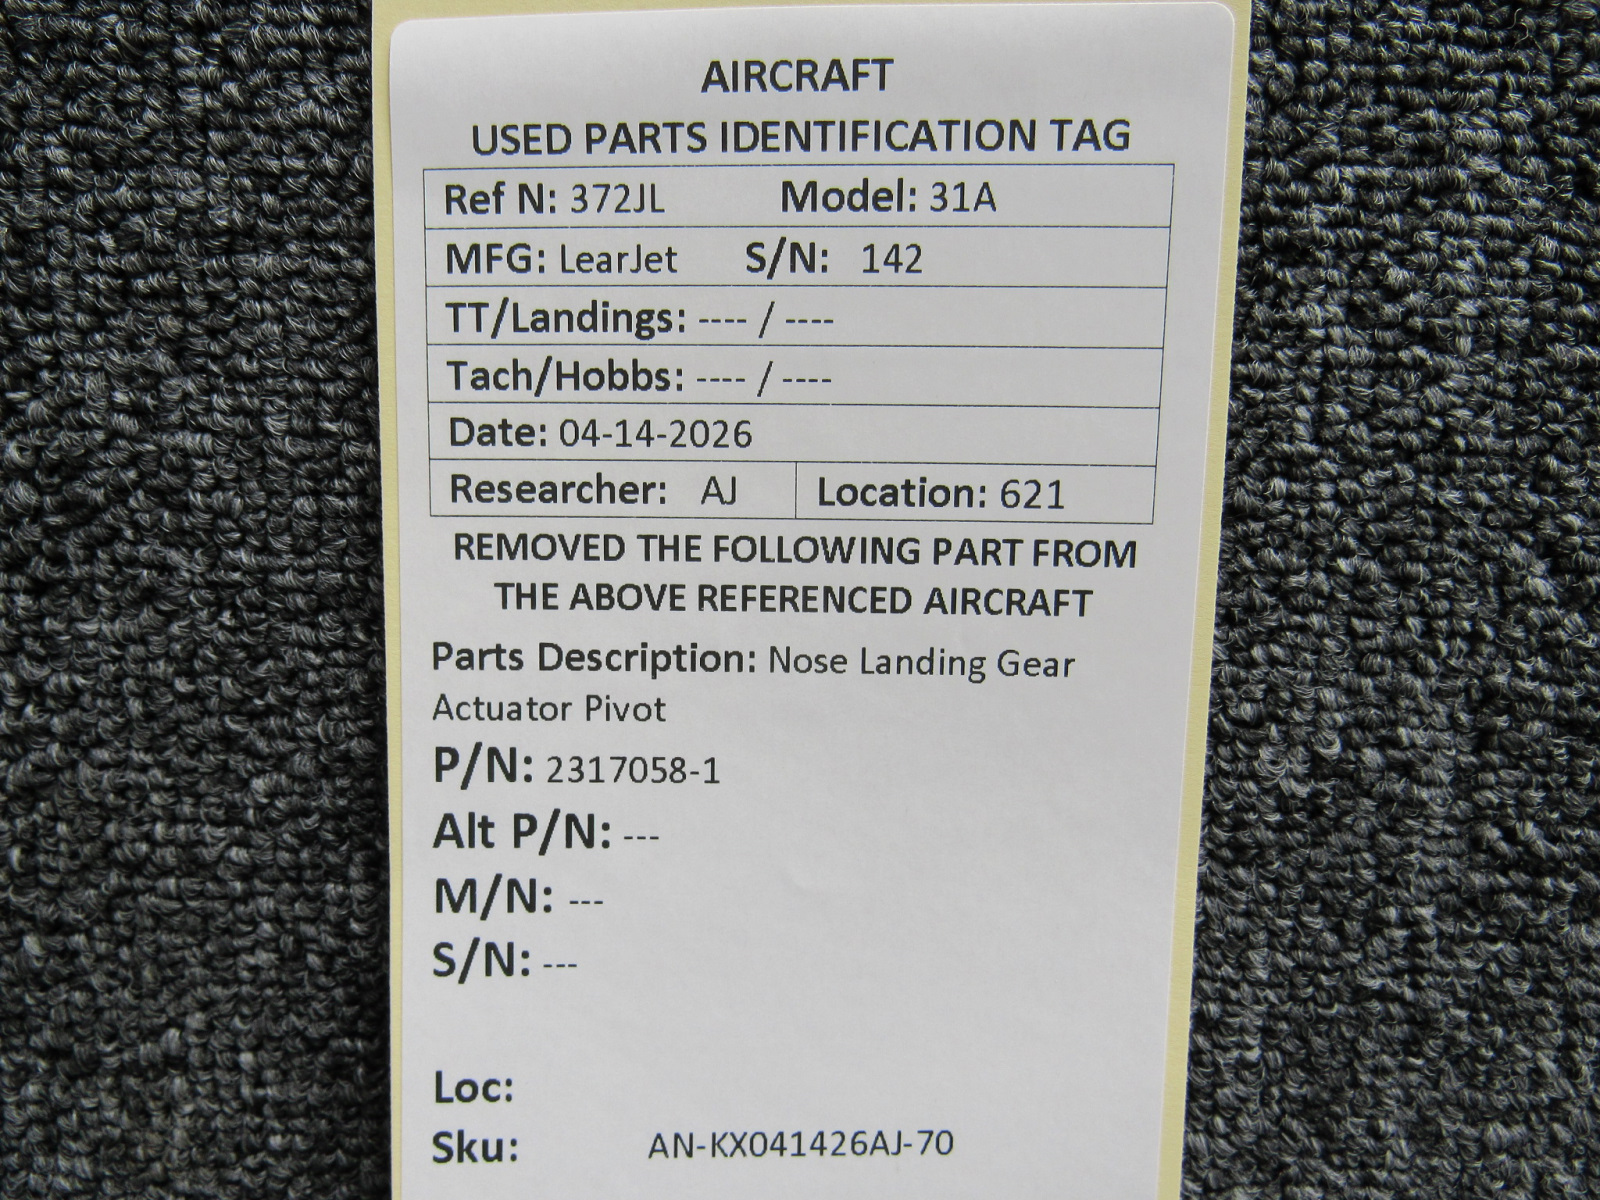 AIRCRAFT
USED PARTS IDENTIFICATION TAG
Ref N: 372JL Model: 31A
MFG: LearJet S/N: 142
TT/Landings: ---- / ----
Tach/Hobbs: ---- / ----
Date: 04-14-2026
Researcher: AJ Location: 621
REMOVED THE FOLLOWING PART FROM
THE ABOVE REFERENCED AIRCRAFT
Parts Description: Nose Landing Gear
Actuator Pivot
P/N: 2317058-1
Alt P/N: ---
M/N: ---
S/N: ---
Loc:
Sku: AN-KX041426AJ-70